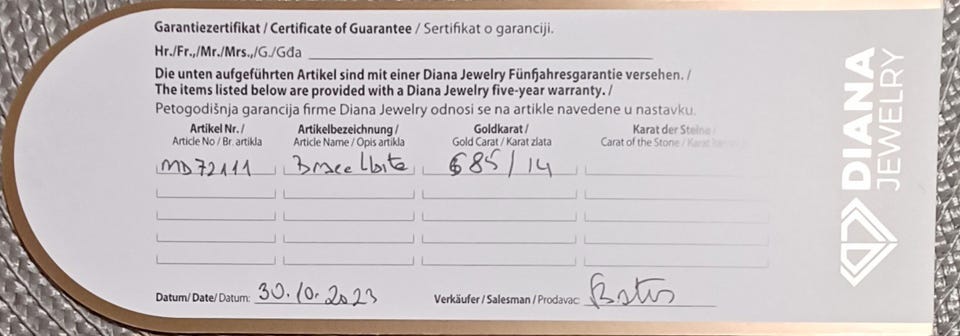 Garantiezertifikat / Certificate of Guarantee / Sertifikat o garanciji.
Hr./Fr.,/Mr./Mrs.,/G./Gđa
Die unten aufgeführten Artikel sind mit einer Diana Jewelry Fünfjahresgarantie versehen. /
The items listed below are provided with a Diana Jewelry five-year warranty. /
Petogodišnja garancija firme Diana Jewelry odnosi se na artikle navedene u nastavku.
Artikel Nr. / Artikelbezeichnung / Goldkarat / Karat der Steine /
Article No / Br. artikla Article Name / Opis artikla Gold Carat / Karat zlata Carat of the Stone / Karat
MD72111 585/14
Datum/ Date/ Datum: 30.10.2023 Verkäufer / Salesman / Prodavac
DIANA
JEWELRY